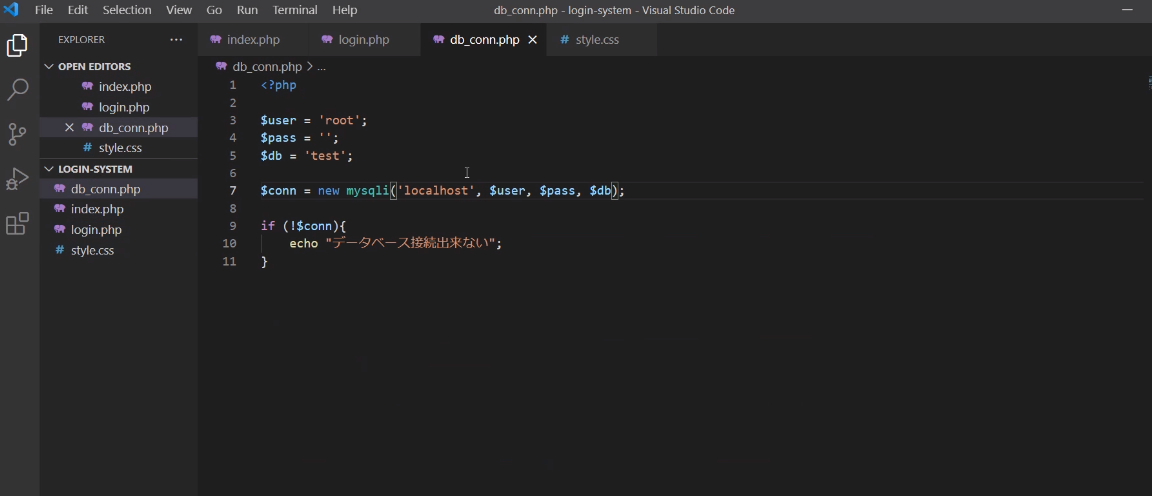 File Edit Selection View Go Run Terminal Help db_conn.php - login-system - Visual Studio Code
EXPLORER ...
index.php login.php db_conn.php style.css
OPEN EDITORS
index.php
login.php
db_conn.php
style.css
LOGIN-SYSTEM
db_conn.php
index.php
login.php
style.css
db_conn.php > ...
1 <?php
2
3 $user = 'root';
4 $pass = '';
5 $db = 'test';
6
7 $conn = new mysqli('localhost', $user, $pass, $db);
8
9 if (!$conn){
10 echo "データベース接続出来ない";
11 }